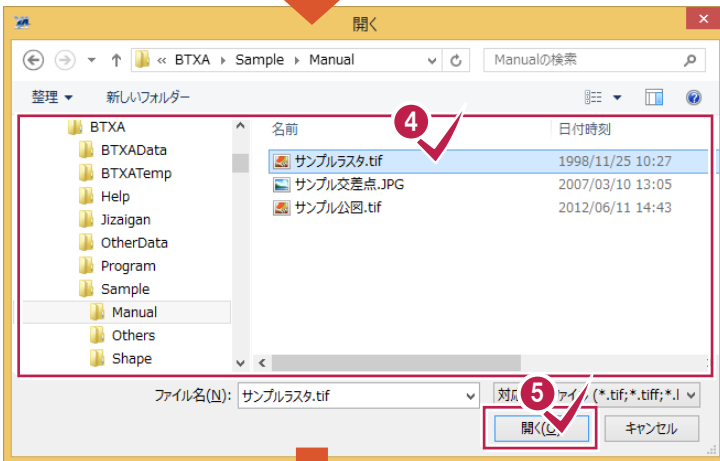 開く
« BTXA ▸ Sample ▸ Manual
Manualの検索
整理 ▼ 新しいフォルダー
BTXA
BTXAData
BTXATemp
Help
Jizaigan
OtherData
Program
Sample
Manual
Others
Shape
名前 日付時刻
4
サンプルラスタ.tif 1998/11/25 10:27
サンプル交差点.JPG 2007/03/10 13:05
サンプル公図.tif 2012/06/11 14:43
ファイル名(N): サンプルラスタ.tif
(*.tif;*.tiff;*.l
5
開く(O) キャンセル